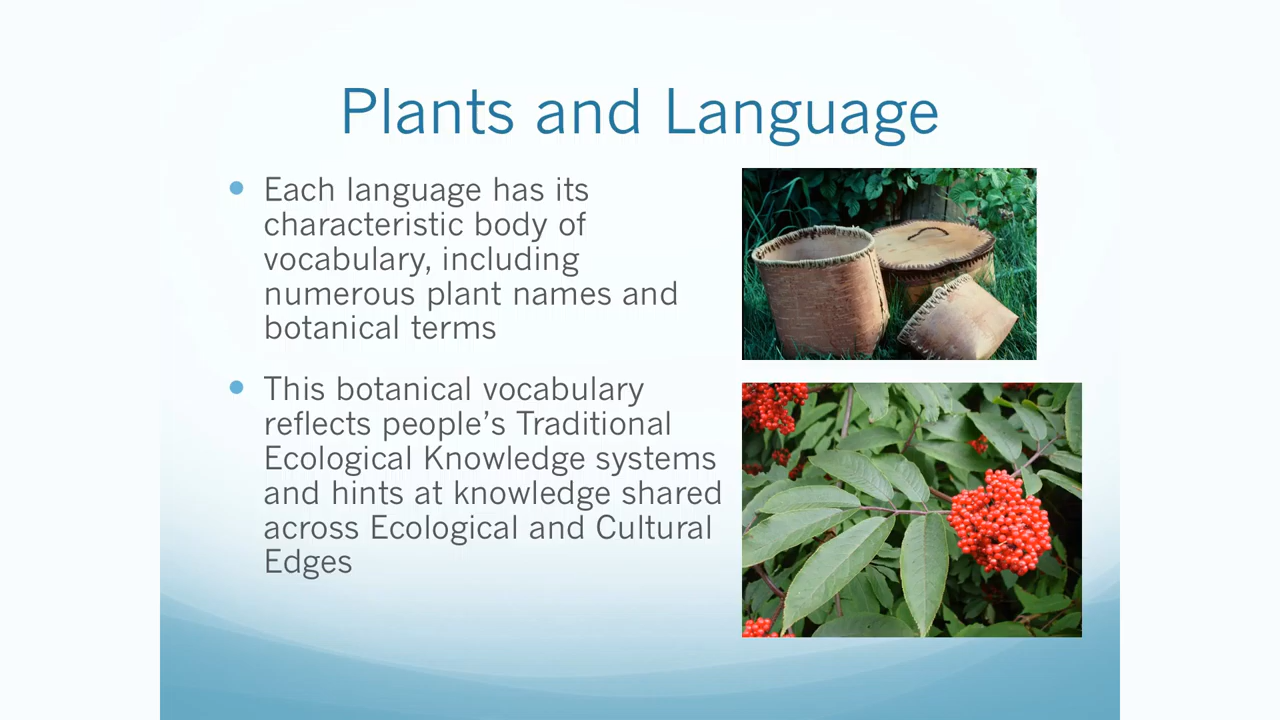 Plants and Language
Each language has its
characteristic body of
vocabulary, including
numerous plant names and
botanical terms
This botanical vocabulary
reflects people’s Traditional
Ecological Knowledge systems
and hints at knowledge shared
across Ecological and Cultural
Edges